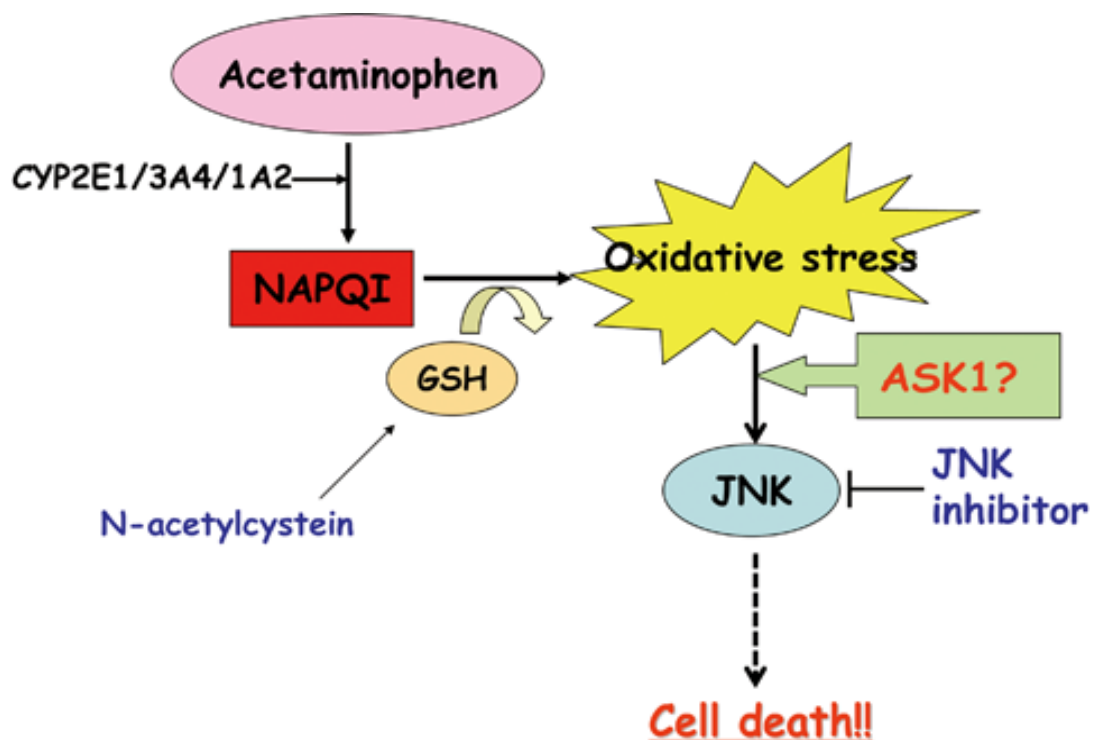 Acetaminophen
CYP2E1/3A4/1A2
NAPQI
Oxidative stress
GSH
ASK1?
N-acetylcystein
JNK
JNK
inhibitor
Cell death!!